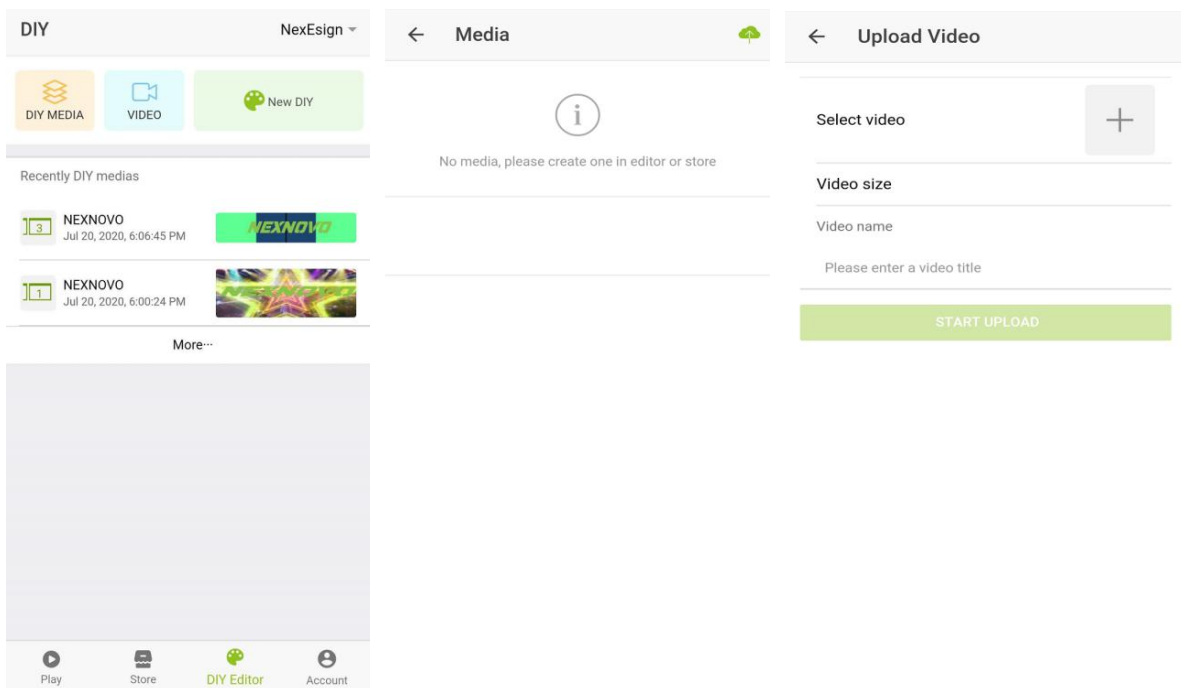 DIY
NexEsign
DIY MEDIA
VIDEO
New DIY
Recently DIY medias
3
NEXNOVO
Jul 20, 2020, 6:06:45 PM
NEXNOVO
1
NEXNOVO
Jul 20, 2020, 6:00:24 PM
NEXNOVO
More···
Play
Store
DIY Editor
Account
Media
i
No media, please create one in editor or store
Upload Video
Select video
Video size
Video name
Please enter a video title
START UPLOAD